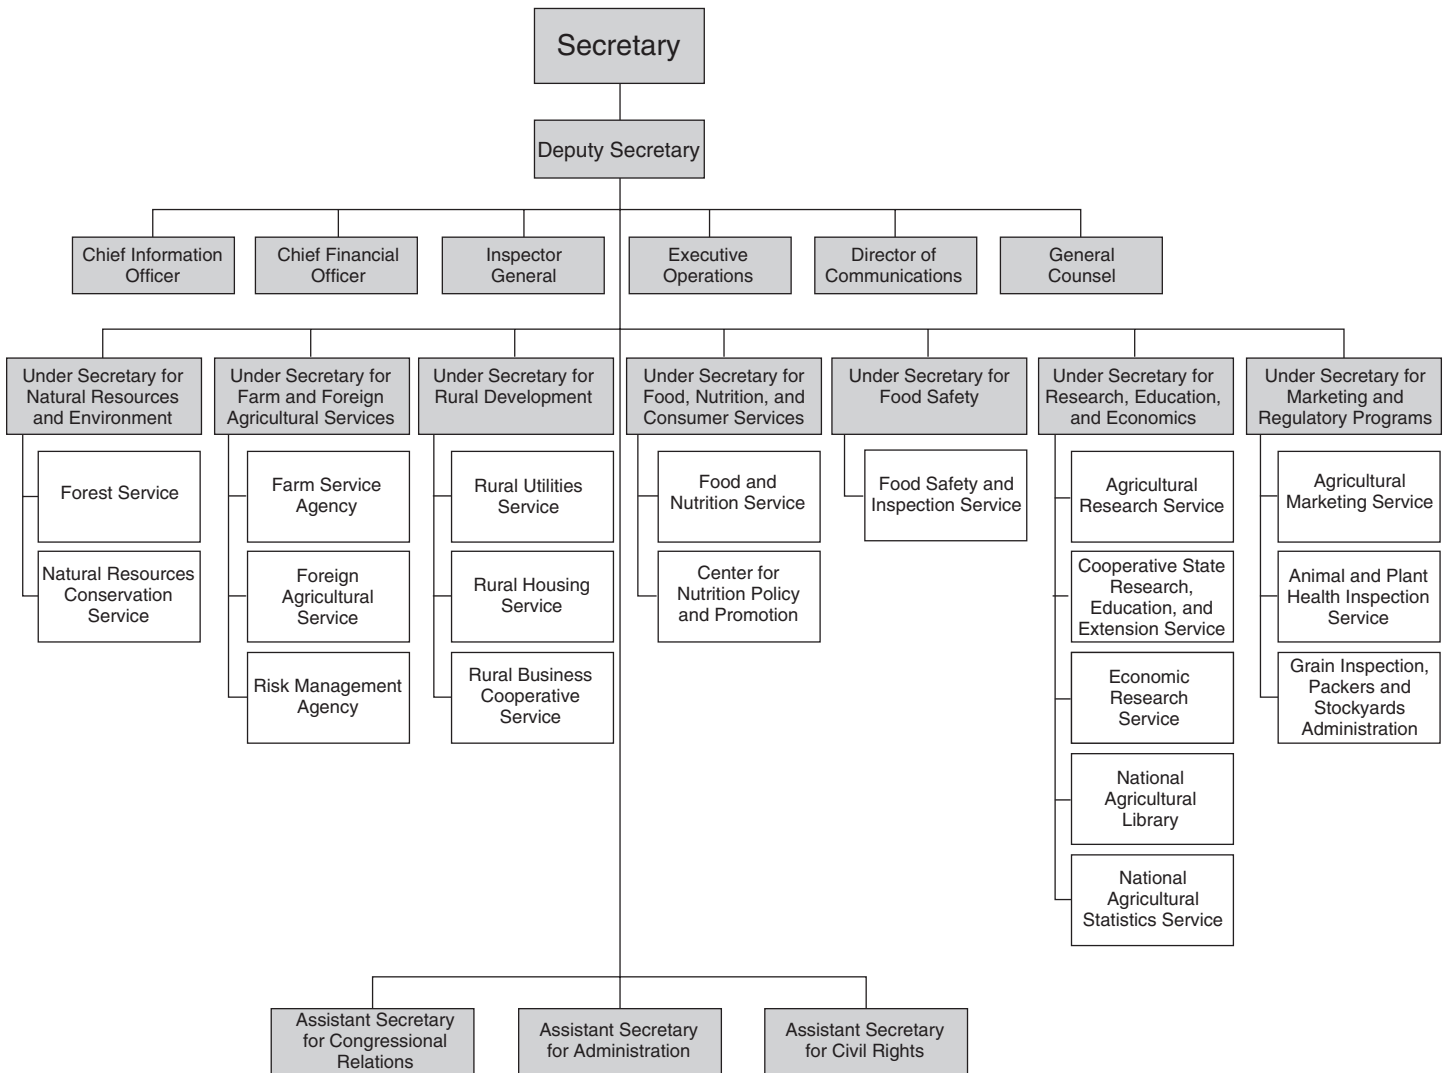 Secretary
Deputy Secretary
Chief Information
Officer
Chief Financial
Officer
Inspector
General
Executive
Operations
Director of
Communications
General
Counsel
Under Secretary for
Natural Resources
and Environment
Under Secretary for
Farm and Foreign
Agricultural Services
Under Secretary for
Rural Development
Under Secretary for
Food, Nutrition, and
Consumer Services
Under Secretary for
Food Safety
Under Secretary for
Research, Education,
and Economics
Under Secretary for
Marketing and
Regulatory Programs
Forest Service
Natural Resources
Conservation
Service
Farm Service
Agency
Foreign
Agricultural
Service
Risk Management
Agency
Rural Utilities
Service
Rural Housing
Service
Rural Business
Cooperative
Service
Food and
Nutrition Service
Center for
Nutrition Policy
and Promotion
Food Safety and
Inspection Service
Agricultural
Research Service
Cooperative State
Research,
Education, and
Extension Service
Economic
Research
Service
National
Agricultural
Library
National
Agricultural
Statistics Service
Agricultural
Marketing Service
Animal and Plant
Health Inspection
Service
Grain Inspection,
Packers and
Stockyards
Administration
Assistant Secretary
for Congressional
Relations
Assistant Secretary
for Administration
Assistant Secretary
for Civil Rights